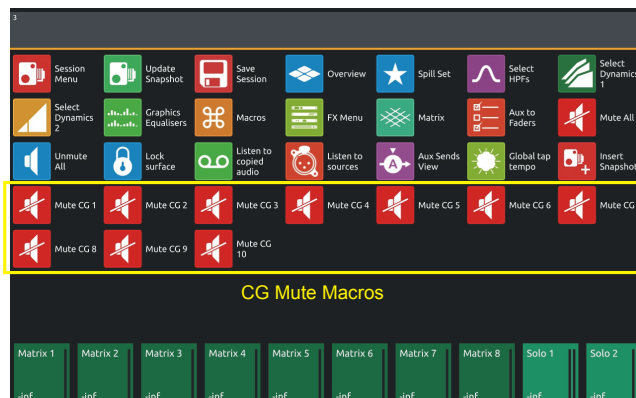 3
Session
Menu
Update
Snapshot
Save
Session
Overview
Spill Set
Select
HPFs
Select
Dynamics
1
Select
Dynamics
2
Graphics
Equalisers
Macros
FX Menu
Matrix
Aux to
Faders
Mute All
Unmute
All
Lock
surface
Listen to
copied
audio
Listen to
sources
A
Aux Sends
View
Global tap
tempo
Insert
Snapshot
Mute CG 1
Mute CG 2
Mute CG 3
Mute CG 4
Mute CG 5
Mute CG 6
Mute CG
Mute CG 8
Mute CG 9
Mute CG
10
CG Mute Macros
Matrix 1
Matrix 2
Matrix 3
Matrix 4
Matrix 5
Matrix 6
Matrix 7
Matrix 8
Solo 1
Solo 2
-inf
-inf
-inf
-inf
-inf
-inf
-inf
-inf
-inf
-inf